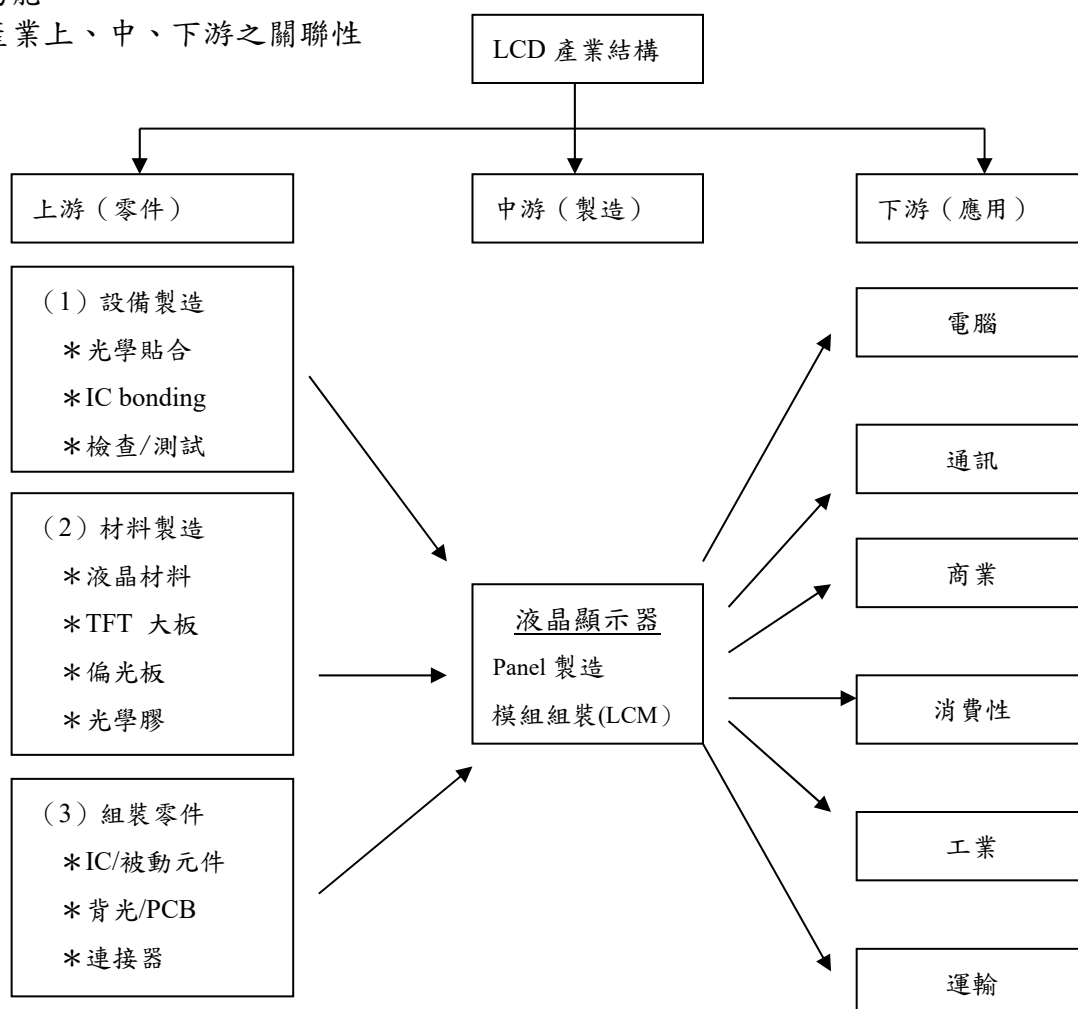 產業上、中、下游之關聯性
LCD 產業結構
上游（零件）
中游（製造）
下游（應用）
（1）設備製造
＊光學貼合
＊IC bonding
＊檢查/測試
（2）材料製造
＊液晶材料
＊TFT 大板
＊偏光板
＊光學膠
（3）組裝零件
＊IC/被動元件
＊背光/PCB
＊連接器
液晶顯示器
Panel 製造
模組組裝(LCM）
電腦
通訊
商業
消費性
工業
運輸